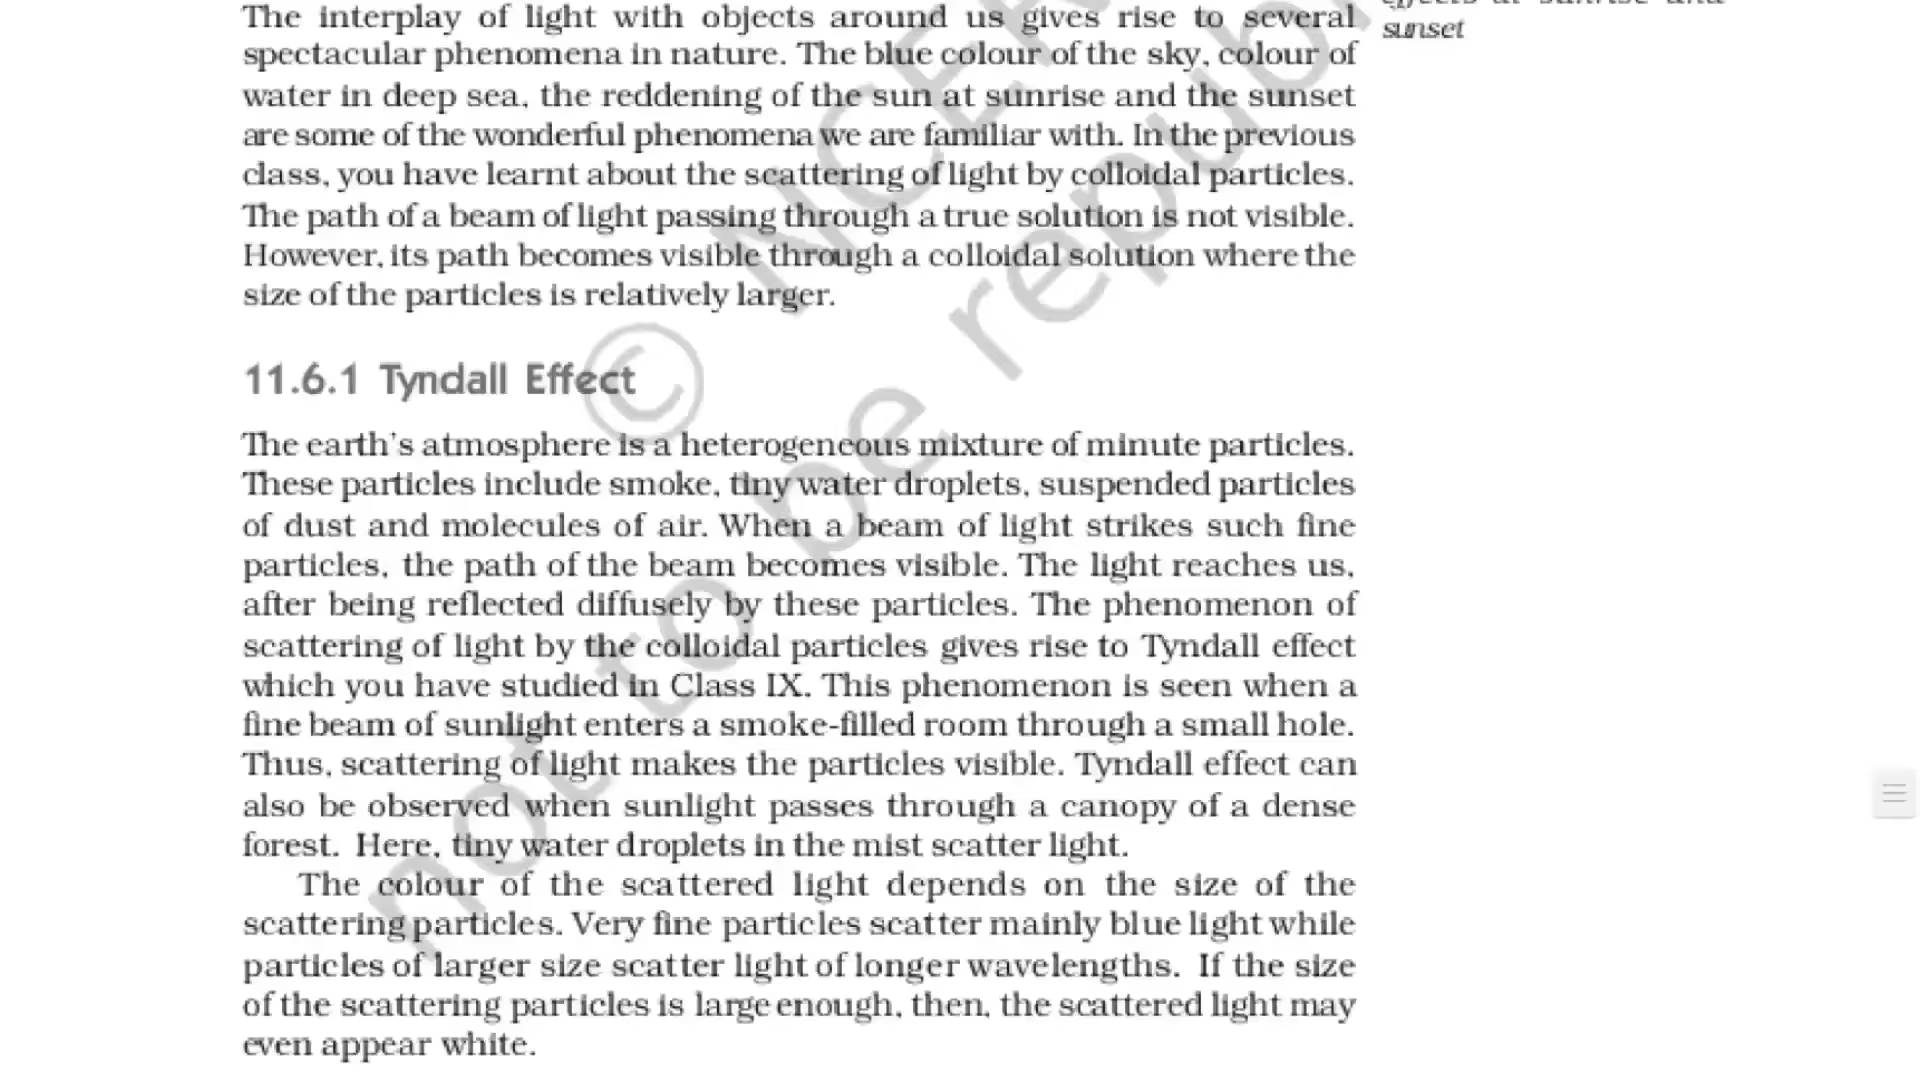 The interplay of light with objects around us gives rise to several
spectacular phenomena in nature. The blue colour of the sky, colour of
water in deep sea, the reddening of the sun at sunrise and the sunset
are some of the wonderful phenomena we are familiar with. In the previous
class, you have learnt about the scattering of light by colloidal particles.
The path of a beam of light passing through a true solution is not visible.
However, its path becomes visible through a colloidal solution where the
size of the particles is relatively larger.
sunset
11.6.1 Tyndall Effect
The earth's atmosphere is a heterogeneous mixture of minute particles.
These particles include smoke, tiny water droplets, suspended particles
of dust and molecules of air. When a beam of light strikes such fine
particles, the path of the beam becomes visible. The light reaches us,
after being reflected diffusely by these particles. The phenomenon of
scattering of light by the colloidal particles gives rise to Tyndall effect
which you have studied in Class IX. This phenomenon is seen when a
fine beam of sunlight enters a smoke-filled room through a small hole.
Thus, scattering of light makes the particles visible. Tyndall effect can
also be observed when sunlight passes through a canopy of a dense
forest. Here, tiny water droplets in the mist scatter light.
The colour of the scattered light depends on the size of the
scattering particles. Very fine particles scatter mainly blue light while
particles of larger size scatter light of longer wavelengths. If the size
of the scattering particles is large enough, then, the scattered light may
even appear white.
© NCE
not to be republ